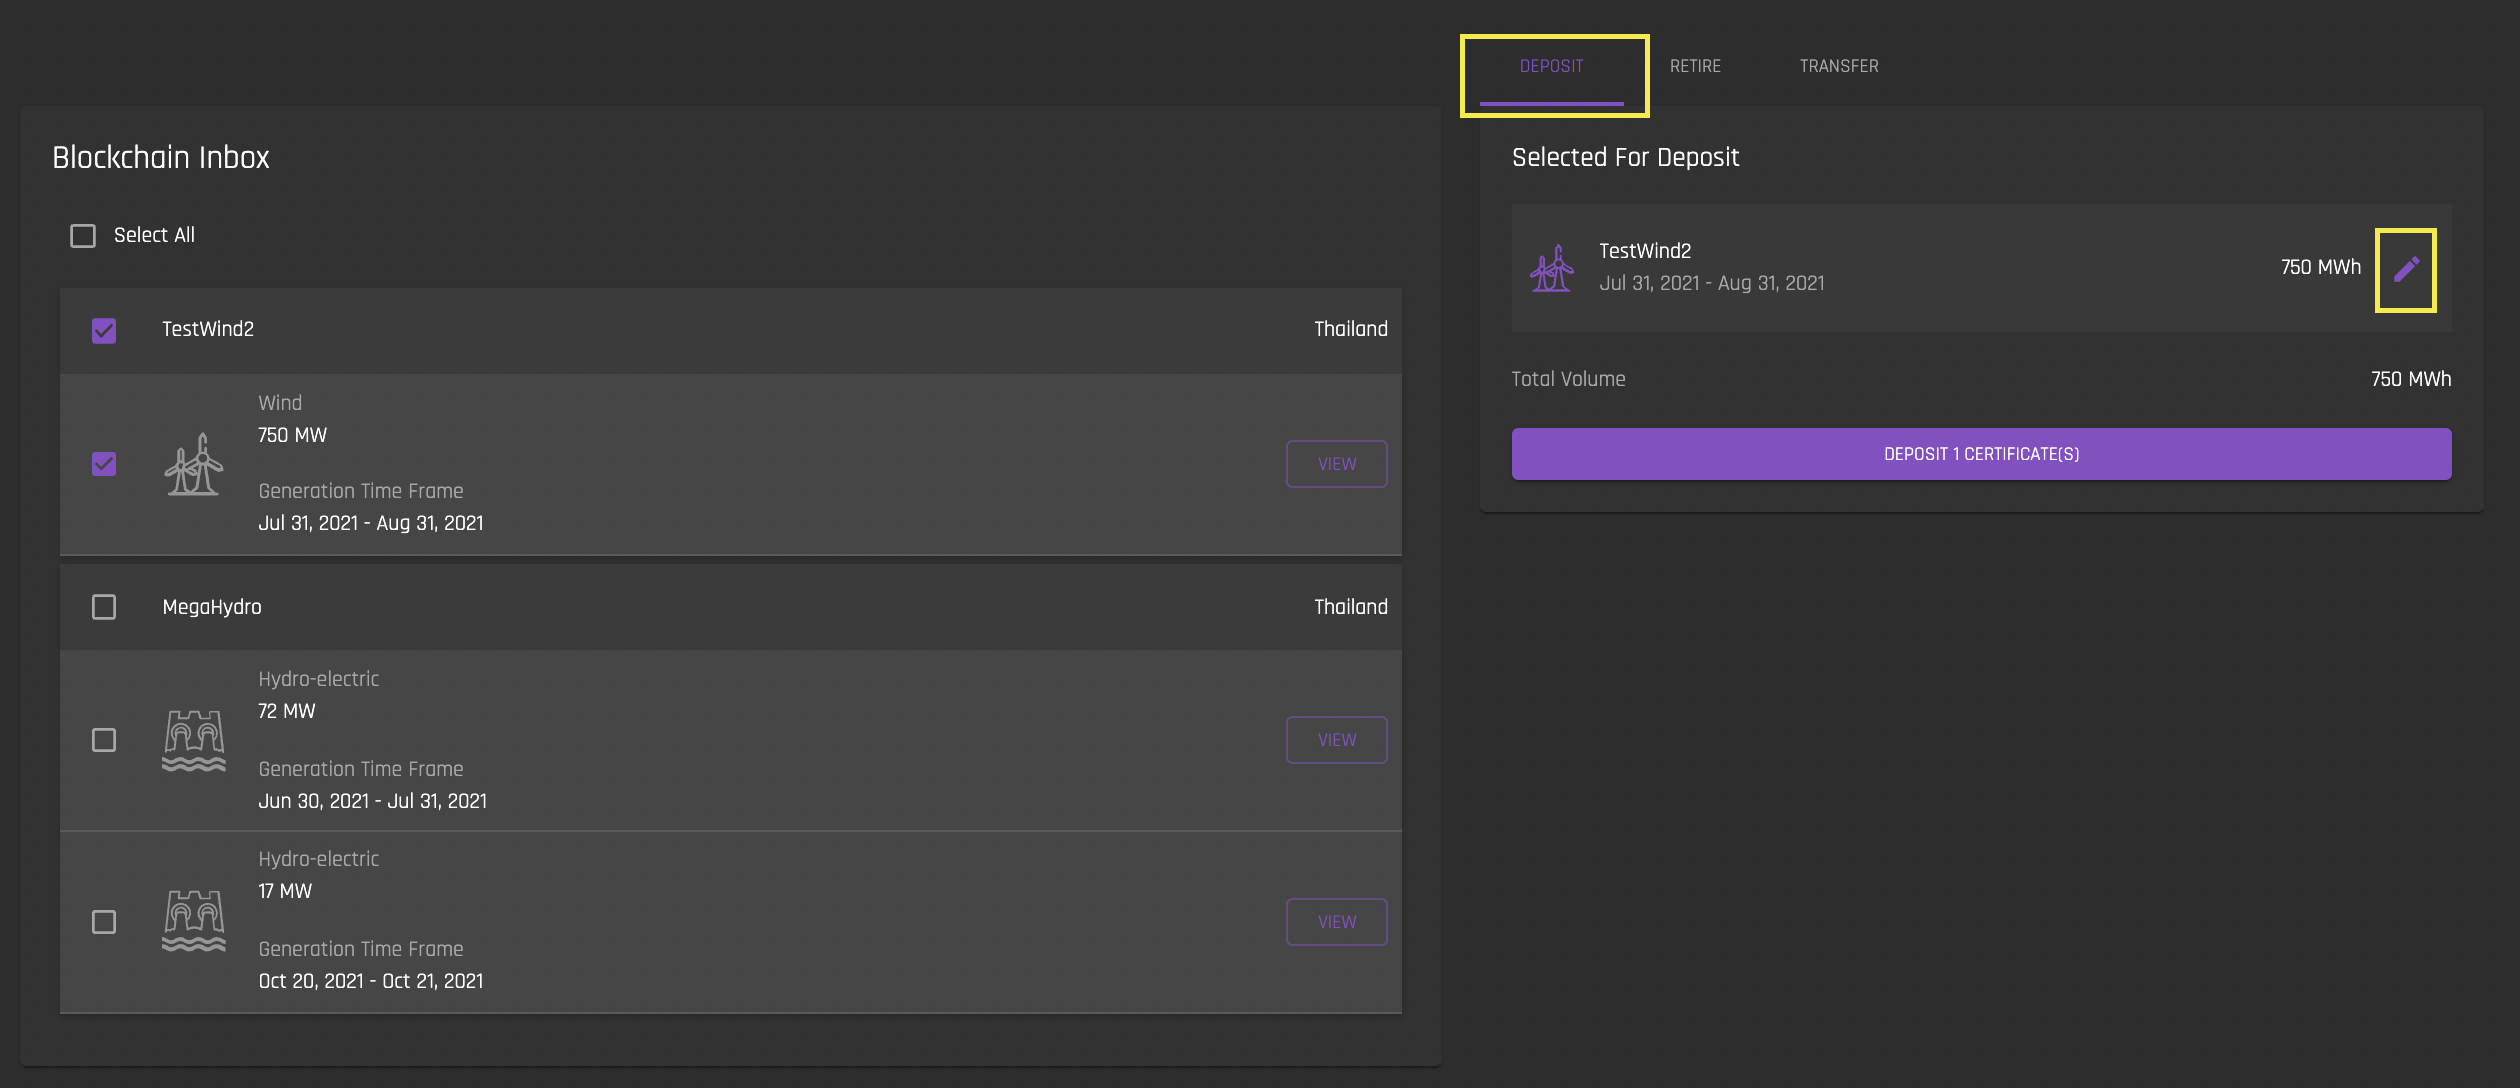 DEPOSIT
RETIRE
TRANSFER
Blockchain Inbox
Select All
TestWind2
Thailand
Wind
750 MW
VIEW
Generation Time Frame
Jul 31, 2021 - Aug 31, 2021
MegaHydro
Thailand
Hydro-electric
72 MW
VIEW
Generation Time Frame
Jun 30, 2021 - Jul 31, 2021
Hydro-electric
17 MW
VIEW
Generation Time Frame
Oct 20, 2021 - Oct 21, 2021
Selected For Deposit
TestWind2
750 MWh
Jul 31, 2021 - Aug 31, 2021
Total Volume
750 MWh
DEPOSIT 1 CERTIFICATE(S)